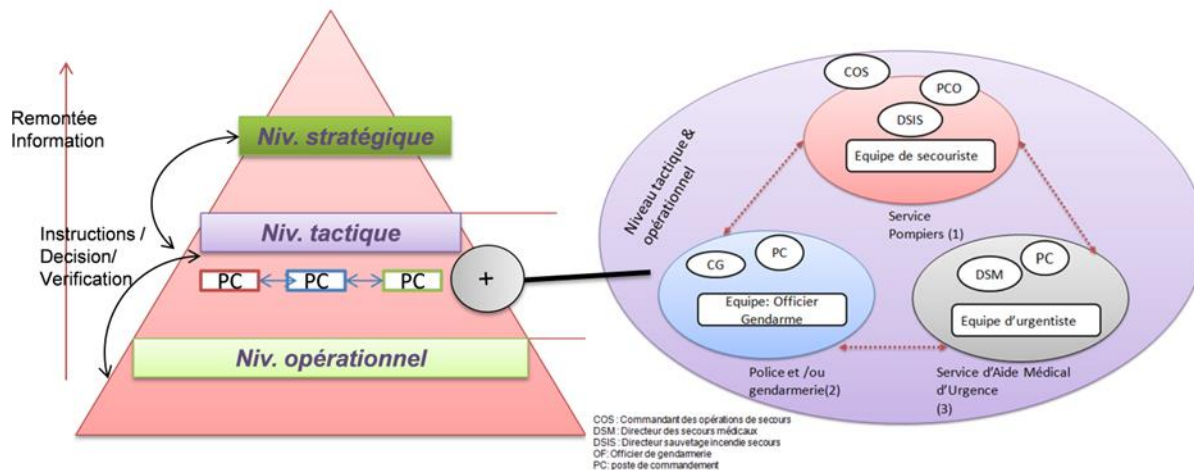 Remontée
Information
Instructions /
Decision/
Verification
Niv. stratégique
Niv. tactique
PC
PC
PC
+
Niv. opérationnel
Niveau tactique &
opérationnel
COS
PCO
DSIS
Equipe de secouriste
Service
Pompiers (1)
CG
PC
Equipe: Officier
Gendarme
Police et /ou
gendarmerie(2)
DSM
PC
Equipe d'urgentiste
Service d'Aide Médical
d'Urgence
(3)
COS : Commandant des opérations de secours
DSM : Directeur des secours médicaux
DSIS: Directeur sauvetage incendie secours
OF: Officier de gendarmerie
PC: poste de commandement